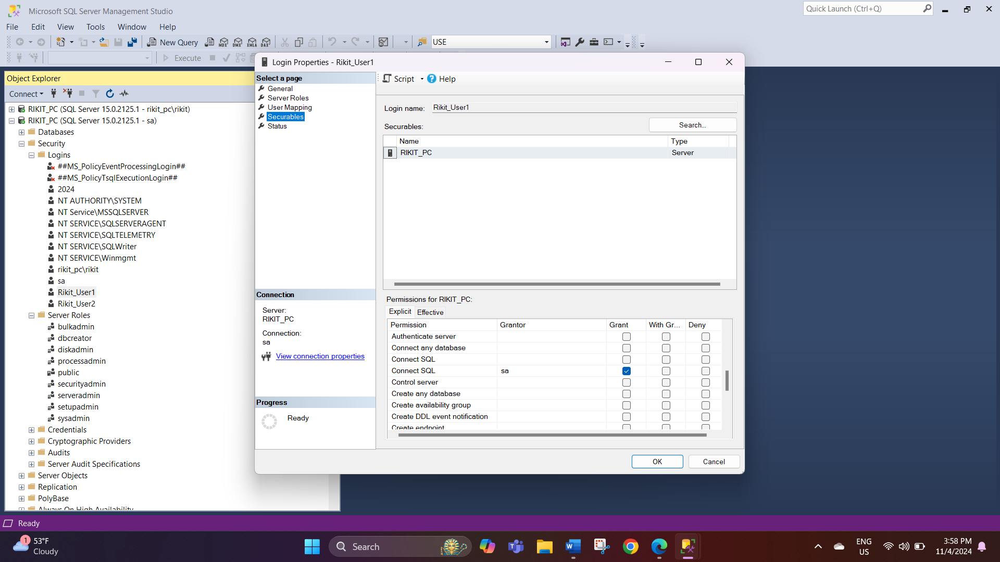 Microsoft SQL Server Management Studio
Quick Launch (Ctrl+Q)
File Edit View Tools Window Help
New Query MDX DMX XMLA DAX USE
Execute
Object Explorer
Connect
RIKIT_PC (SQL Server 15.0.2125.1 - rikit_pc\rikit)
RIKIT_PC (SQL Server 15.0.2125.1 - sa)
Databases
Security
Logins
##MS_PolicyEventProcessingLogin##
##MS_PolicyTsqlExecutionLogin##
2024
NT AUTHORITY\SYSTEM
NT Service\MSSQLSERVER
NT SERVICE\SQLSERVERAGENT
NT SERVICE\SQLTELEMETRY
NT SERVICE\SQLWriter
NT SERVICE\Winmgmt
rikit_pc\rikit
sa
Rikit_User1
Rikit_User2
Server Roles
bulkadmin
dbcreator
diskadmin
processadmin
public
securityadmin
serveradmin
setupadmin
sysadmin
Credentials
Cryptographic Providers
Audits
Server Audit Specifications
Server Objects
Replication
PolyBase
Always On High Availability
Login Properties - Rikit_User1
Select a page
General
Server Roles
User Mapping
Securables
Status
Connection
Server:
RIKIT_PC
Connection:
sa
View connection properties
Progress
Ready
Script Help
Login name: Rikit_User1
Securables: Search...
Name Type
RIKIT_PC Server
Permissions for RIKIT_PC:
Explicit Effective
Permission Grantor Grant With Gr... Deny
Authenticate server
Connect any database
Connect SQL
Connect SQL sa
Control server
Create any database
Create availability group
Create DDL event notification
Create endpoint
OK Cancel
Ready
1
53°F
Cloudy
Search
ENG
US
3:58 PM
11/4/2024